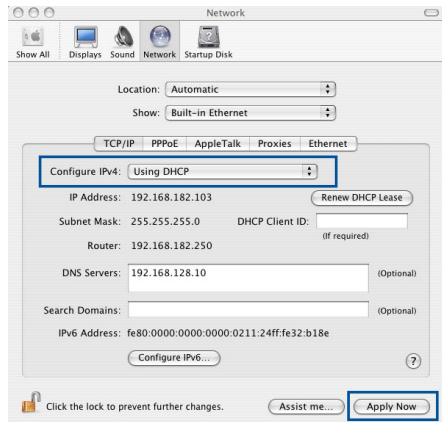 Network
Show All Displays Sound Network Startup Disk
Location: Automatic
Show: Built-in Ethernet
TCP/IP PPPoE AppleTalk Proxies Ethernet
Configure IPv4: Using DHCP
IP Address: 192.168.182.103 Renew DHCP Lease
Subnet Mask: 255.255.255.0 DHCP Client ID:
(If required)
Router: 192.168.182.250
DNS Servers: 192.168.128.10 (Optional)
Search Domains: (Optional)
IPv6 Address: fe80:0000:0000:0000:0211:24ff:fe32:b18e
Configure IPv6... ?
Click the lock to prevent further changes. Assist me... Apply Now